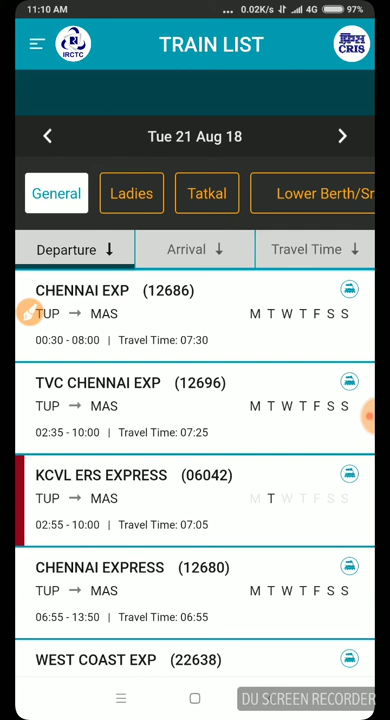 11:10 AM ... 0.02K/s 4G 97%
IRCTC
TRAIN LIST
क्रिस
CRIS
Tue 21 Aug 18
General Ladies Tatkal Lower Berth/Sr
Departure ↓ Arrival ↓ Travel Time ↓
CHENNAI EXP (12686)
TUP → MAS M T W T F S S
00:30 - 08:00 | Travel Time: 07:30
TVC CHENNAI EXP (12696)
TUP → MAS M T W T F S S
02:35 - 10:00 | Travel Time: 07:25
KCVL ERS EXPRESS (06042)
TUP → MAS M T W T F S S
02:55 - 10:00 | Travel Time: 07:05
CHENNAI EXPRESS (12680)
TUP → MAS M T W T F S S
06:55 - 13:50 | Travel Time: 06:55
WEST COAST EXP (22638)
DU SCREEN RECORDER